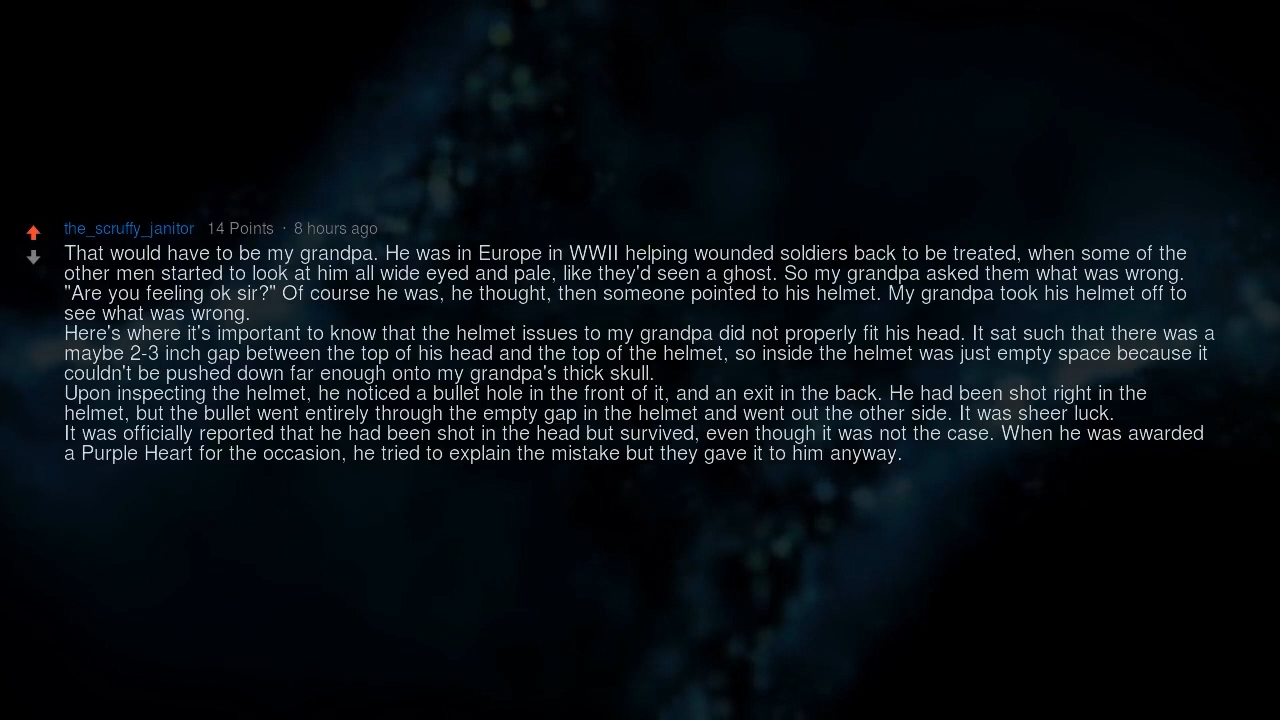 the_scruffy_janitor 14 Points · 8 hours ago
That would have to be my grandpa. He was in Europe in WWII helping wounded soldiers back to be treated, when some of the
other men started to look at him all wide eyed and pale, like they'd seen a ghost. So my grandpa asked them what was wrong.
"Are you feeling ok sir?" Of course he was, he thought, then someone pointed to his helmet. My grandpa took his helmet off to
see what was wrong.
Here's where it's important to know that the helmet issues to my grandpa did not properly fit his head. It sat such that there was a
maybe 2-3 inch gap between the top of his head and the top of the helmet, so inside the helmet was just empty space because it
couldn't be pushed down far enough onto my grandpa's thick skull.
Upon inspecting the helmet, he noticed a bullet hole in the front of it, and an exit in the back. He had been shot right in the
helmet, but the bullet went entirely through the empty gap in the helmet and went out the other side. It was sheer luck.
It was officially reported that he had been shot in the head but survived, even though it was not the case. When he was awarded
a Purple Heart for the occasion, he tried to explain the mistake but they gave it to him anyway.